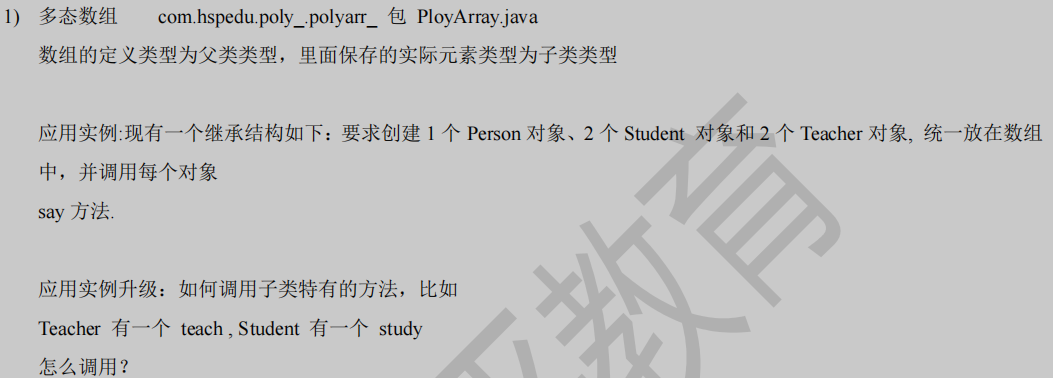 1) 多态数组 com.hspedu.poly_.polyarr_ 包 PloyArray.java
数组的定义类型为父类类型，里面保存的实际元素类型为子类类型
应用实例:现有一个继承结构如下：要求创建 1 个 Person 对象、2 个 Student 对象和 2 个 Teacher 对象, 统一放在数组
中，并调用每个对象
say 方法.
应用实例升级：如何调用子类特有的方法，比如
Teacher 有一个 teach , Student 有一个 study
怎么调用？
教育